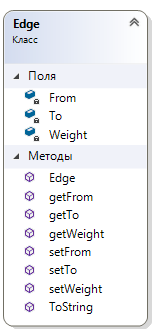 Edge
Класс
Поля
From
To
Weight
Методы
Edge
getFrom
getTo
getWeight
setFrom
setTo
setWeight
ToString